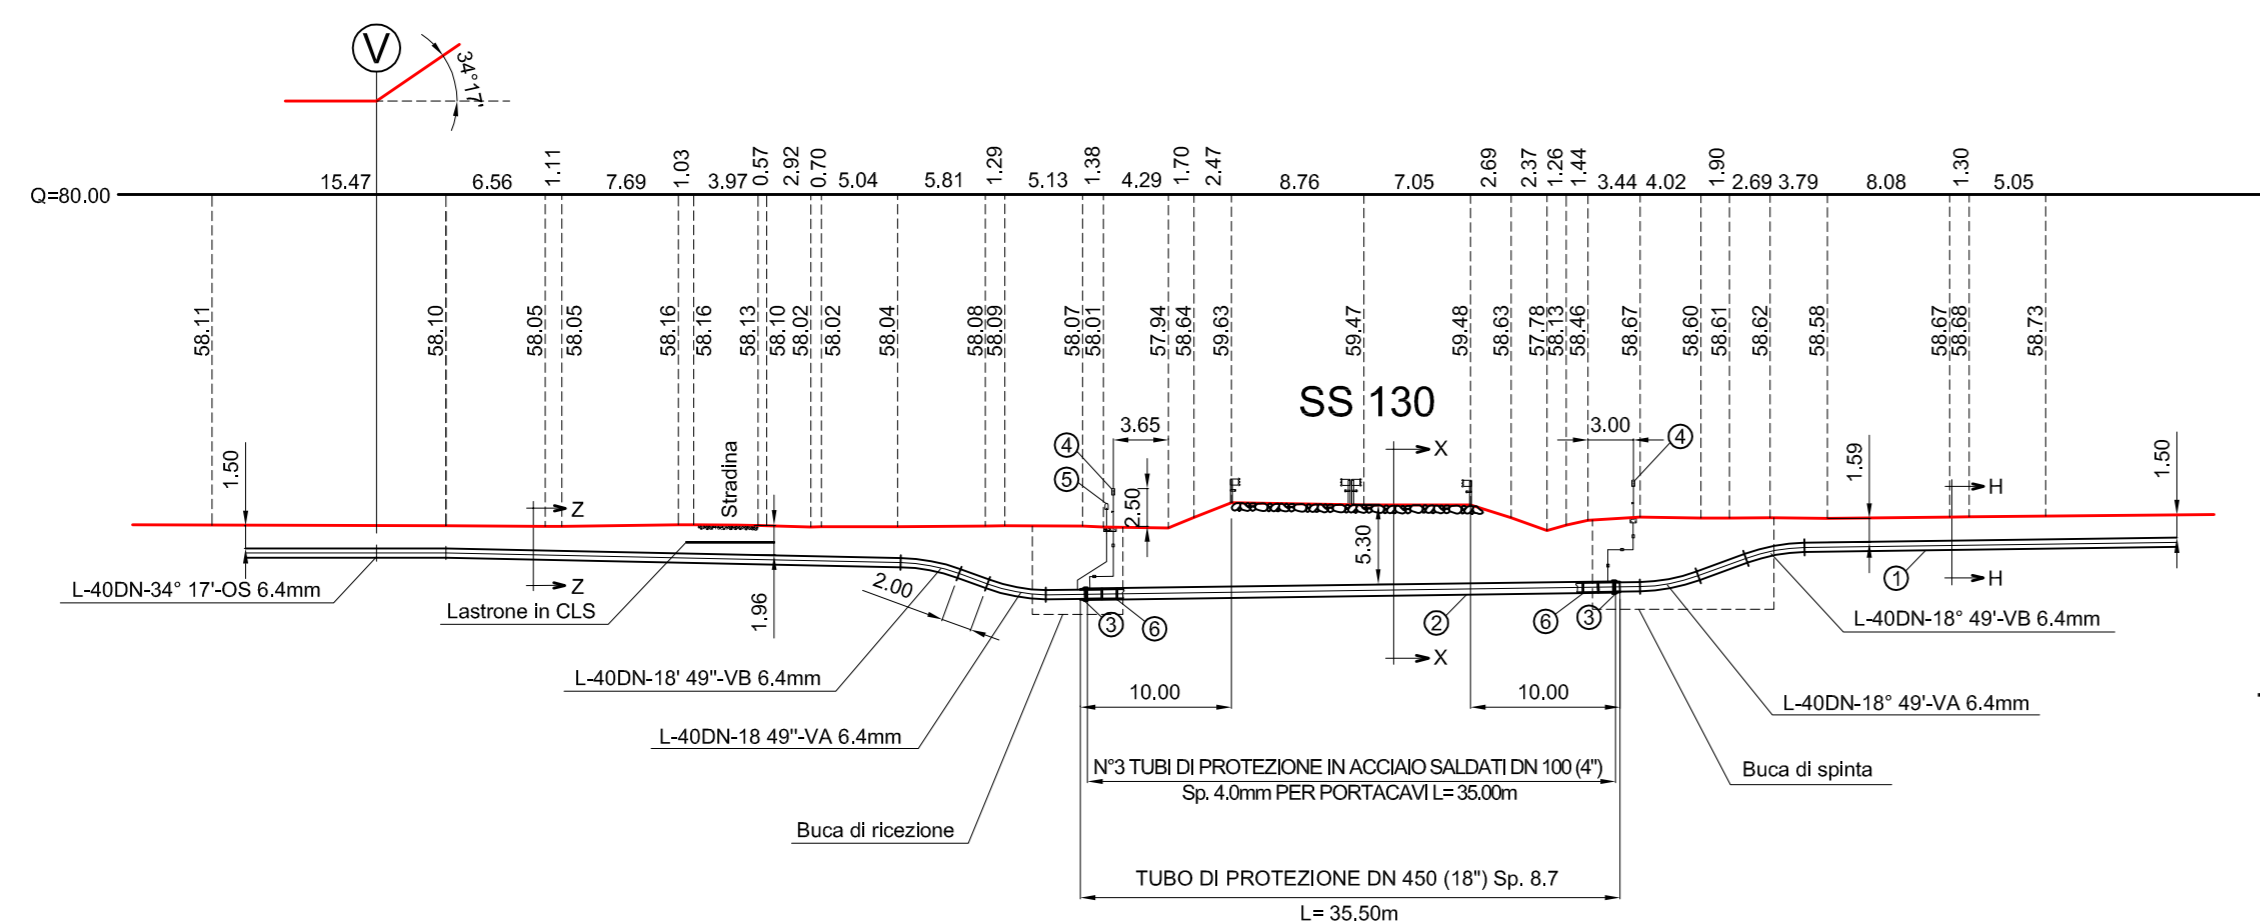 V
34°17'
15.47 6.56 1.11 7.69 1.03 3.97 0.57 2.92 0.70 5.04 5.81 1.29 5.13 1.38 4.29 1.70 2.47 8.76 7.05 2.69 2.37 1.26 1.44 3.44 4.02 1.90 2.69 3.79 8.08 1.30 5.05
Q=80.00
58.11 58.10 58.05 58.05 58.16 58.16 58.13 58.10 58.02 58.02 58.04 58.08 58.09 58.07 58.01 57.94 58.64 59.63 59.47 59.48 58.63 57.78 58.13 58.46 58.67 58.60 58.61 58.62 58.58 58.67 58.68 58.73
SS 130
3.65
3.00
4
4
X
5
1.50
Stradina
2.50
1.59
1.50
H
Z
5.30
Z
H
1
L-40DN-34° 17'-OS 6.4mm
2.00
Lastrone in CLS
1.96
3
6
2
6
3
L-40DN-18° 49'-VB 6.4mm
X
L-40DN-18' 49"-VB 6.4mm
10.00
10.00
L-40DN-18° 49'-VA 6.4mm
L-40DN-18 49"-VA 6.4mm
N°3 TUBI DI PROTEZIONE IN ACCIAIO SALDATI DN 100 (4")
Sp. 4.0mm PER PORTACAVI L= 35.00m
Buca di spinta
Buca di ricezione
TUBO DI PROTEZIONE DN 450 (18") Sp. 8.7
L= 35.50m